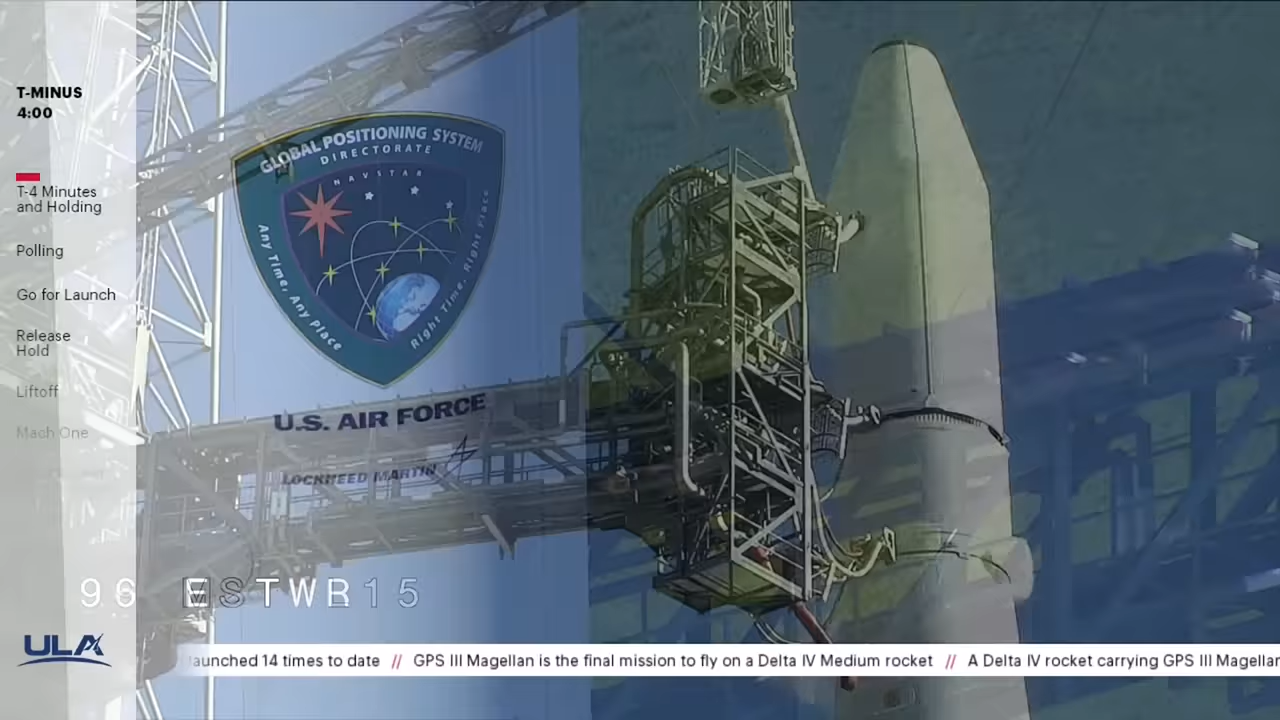 T-MINUS
4:00
T-4 Minutes
and Holding
Polling
Go for Launch
Release
Hold
Liftoff
Mach One
GLOBAL POSITIONING SYSTEM
DIRECTORATE
NAVSTAR
Any Time, Any Place
Right Time, Right Place
U.S. AIR FORCE
LOCKHEED MARTIN
96 ESTWR15
ULA
launched 14 times to date // GPS III Magellan is the final mission to fly on a Delta IV Medium rocket // A Delta IV rocket carrying GPS III Magellan